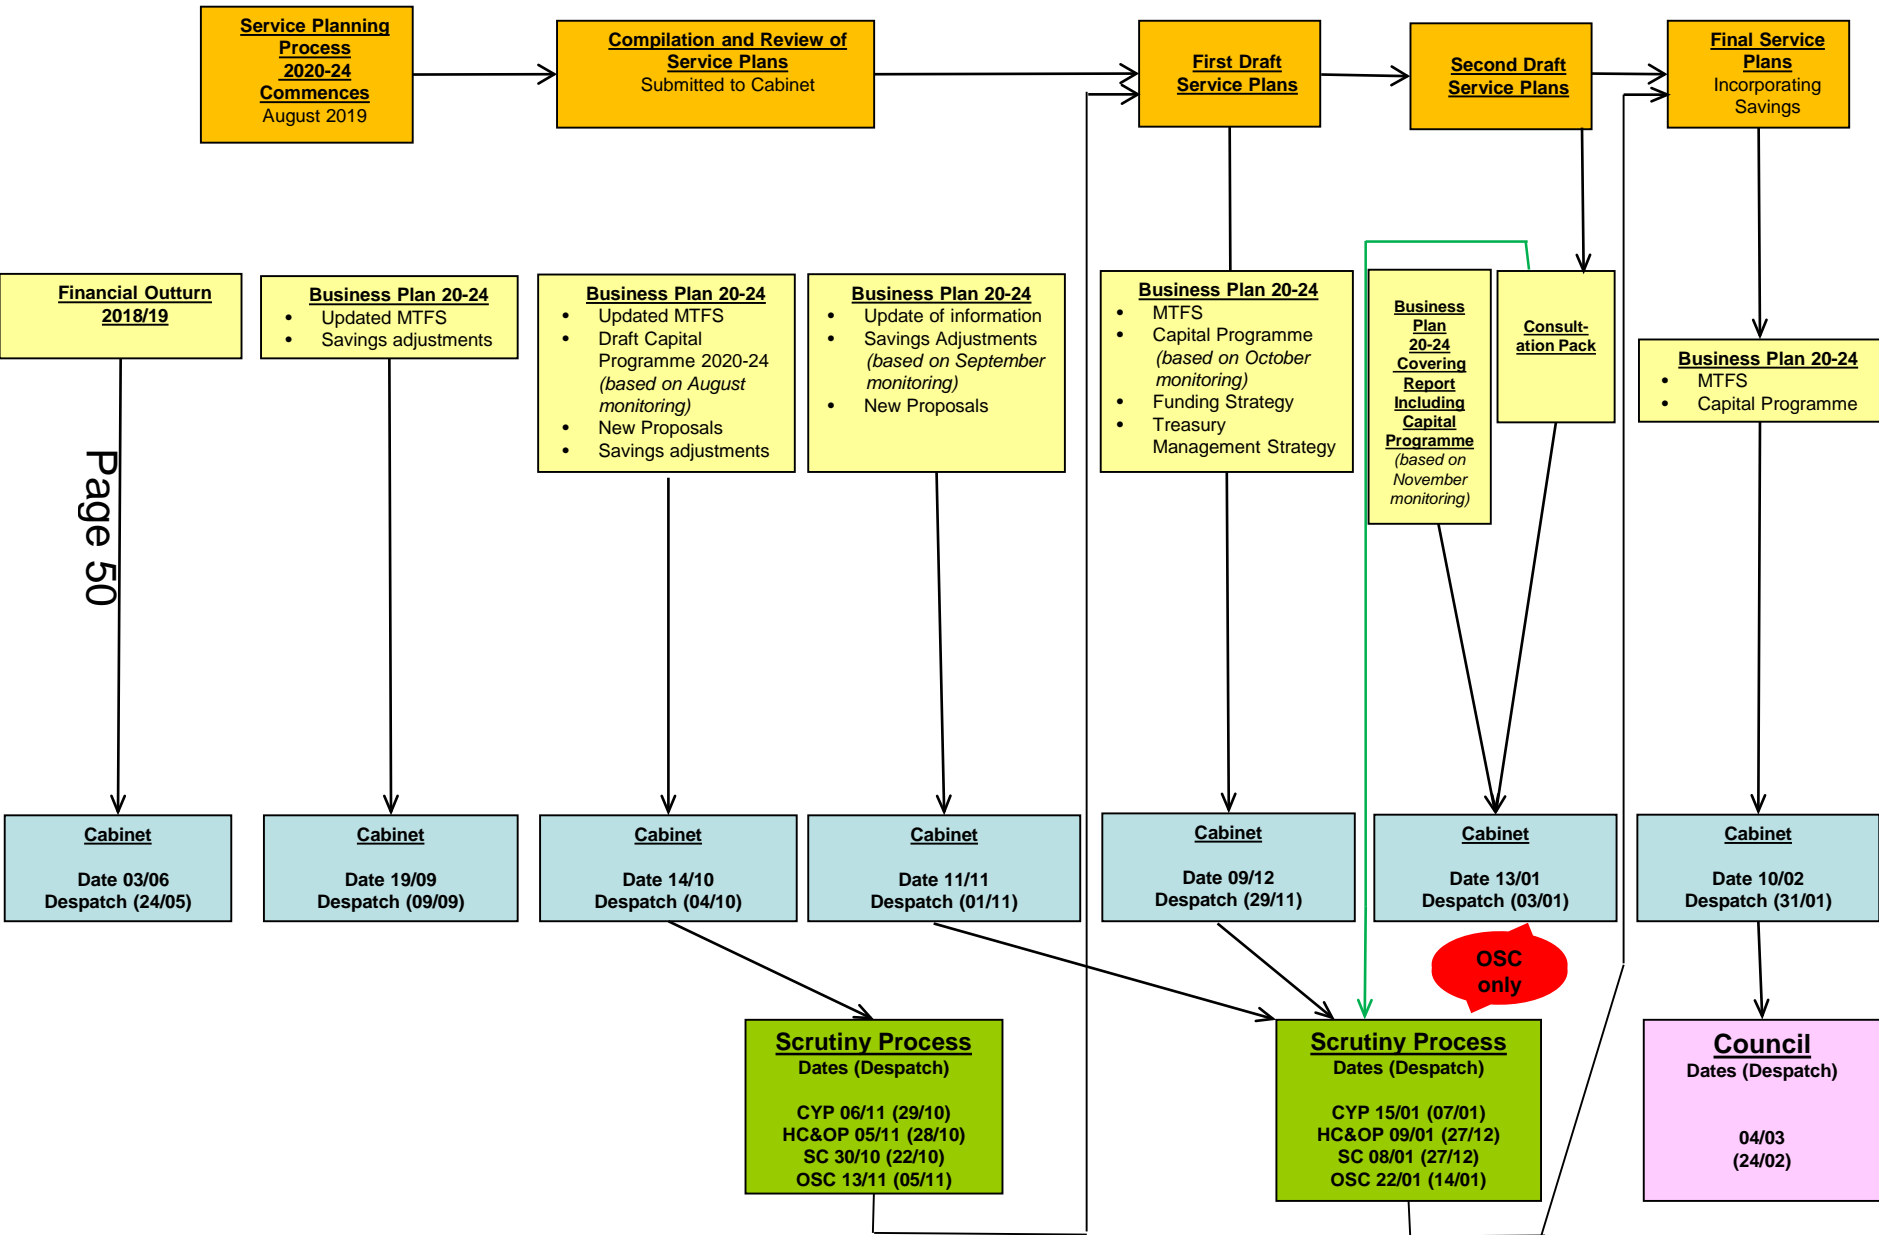 Service Planning
Process
2020-24
Commences
August 2019
Compilation and Review of
Service Plans
Submitted to Cabinet
First Draft
Service Plans
Second Draft
Service Plans
Final Service
Plans
Incorporating
Savings
Financial Outturn
2018/19
Business Plan 20-24
• Updated MTFS
• Savings adjustments
Business Plan 20-24
• Updated MTFS
• Draft Capital
Programme 2020-24
(based on August
monitoring)
• New Proposals
• Savings adjustments
Business Plan 20-24
• Update of information
• Savings Adjustments
(based on September
monitoring)
• New Proposals
Business Plan 20-24
• MTFS
• Capital Programme
(based on October
monitoring)
• Funding Strategy
• Treasury
Management Strategy
Business
Plan
20-24
Covering
Report
Including
Capital
Programme
(based on
November
monitoring)
Consult-
ation Pack
Business Plan 20-24
• MTFS
• Capital Programme
Page 50
Cabinet
Date 03/06
Despatch (24/05)
Cabinet
Date 19/09
Despatch (09/09)
Cabinet
Date 14/10
Despatch (04/10)
Cabinet
Date 11/11
Despatch (01/11)
Cabinet
Date 09/12
Despatch (29/11)
Cabinet
Date 13/01
Despatch (03/01)
Cabinet
Date 10/02
Despatch (31/01)
OSC
only
Scrutiny Process
Dates (Despatch)
CYP 06/11 (29/10)
HC&OP 05/11 (28/10)
SC 30/10 (22/10)
OSC 13/11 (05/11)
Scrutiny Process
Dates (Despatch)
CYP 15/01 (07/01)
HC&OP 09/01 (27/12)
SC 08/01 (27/12)
OSC 22/01 (14/01)
Council
Dates (Despatch)
04/03
(24/02)